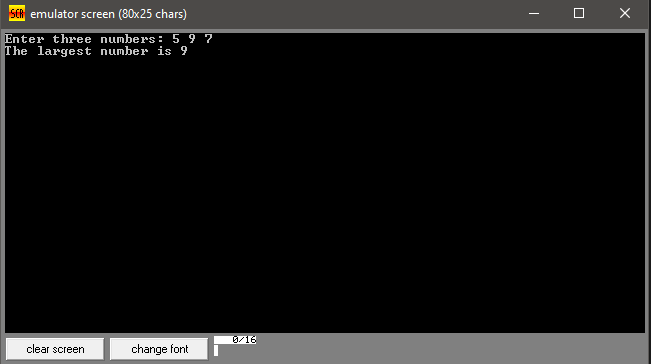 SCR
emulator screen (80x25 chars)
Enter three numbers: 5 9 7
The largest number is 9
clear screen
change font
0/16